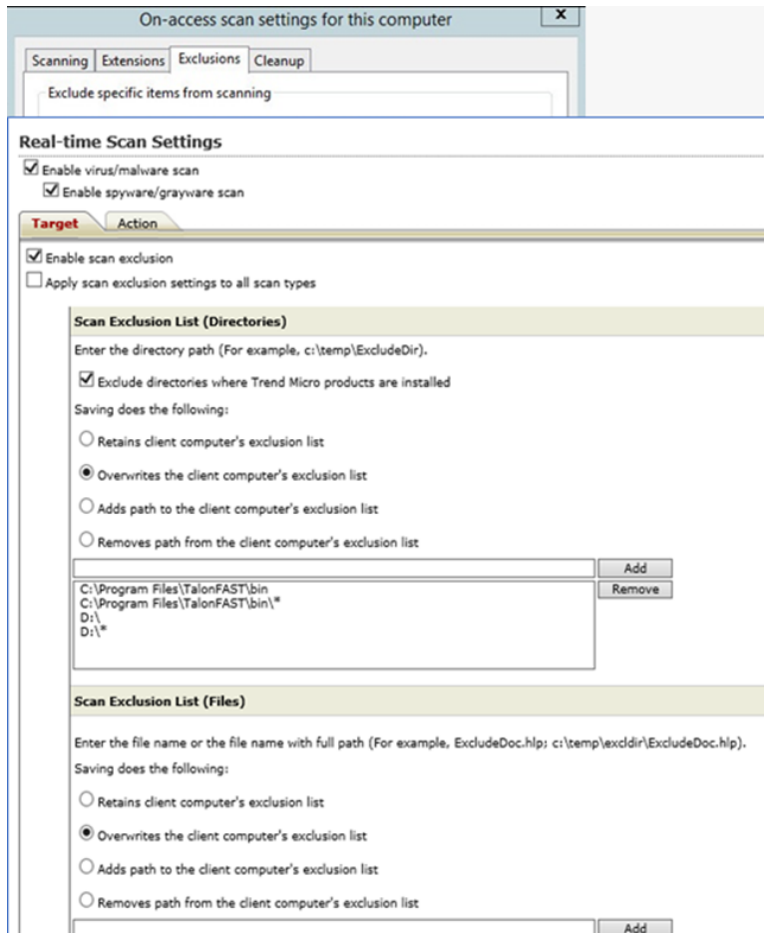 On-access scan settings for this computer
x
Scanning Extensions Exclusions Cleanup
Exclude specific items from scanning
Real-time Scan Settings
Enable virus/malware scan
Enable spyware/grayware scan
Target Action
Enable scan exclusion
Apply scan exclusion settings to all scan types
Scan Exclusion List (Directories)
Enter the directory path (For example, c:\temp\ExcludeDir).
Exclude directories where Trend Micro products are installed
Saving does the following:
Retains client computer's exclusion list
Overwrites the client computer's exclusion list
Adds path to the client computer's exclusion list
Removes path from the client computer's exclusion list
Add
C:\Program Files\TalonFAST\bin
Remove
C:\Program Files\TalonFAST\bin\*
D:\
D:\*
Scan Exclusion List (Files)
Enter the file name or the file name with full path (For example, ExcludeDoc.hlp; c:\temp\excldir\ExcludeDoc.hlp).
Saving does the following:
Retains client computer's exclusion list
Overwrites the client computer's exclusion list
Adds path to the client computer's exclusion list
Removes path from the client computer's exclusion list
Add